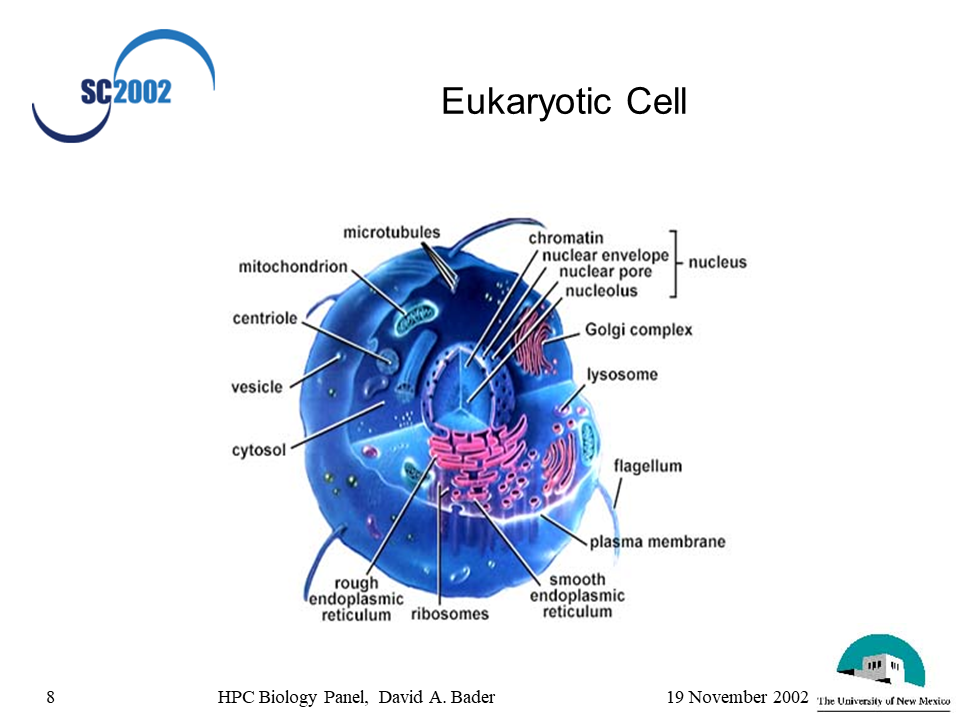 SC2002
Eukaryotic Cell
microtubules
mitochondrion
centriole
vesicle
cytosol
chromatin
nuclear envelope
nuclear pore
nucleolus
nucleus
Golgi complex
lysosome
flagellum
plasma membrane
rough
endoplasmic
reticulum
ribosomes
smooth
endoplasmic
reticulum
8
HPC Biology Panel, David A. Bader
19 November 2002
The University of New Mexico